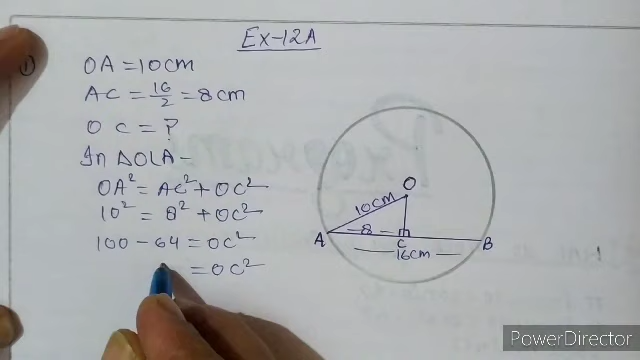 Ex-12A
1)
OA = 10cm
AC = 16/2 = 8 cm
OC = ?
In △OCA -
OA² = AC² + OC²
10² = 8² + OC²
100 - 64 = OC²
= OC²
O
10cm
8
A
C
B
16cm
PowerDirector